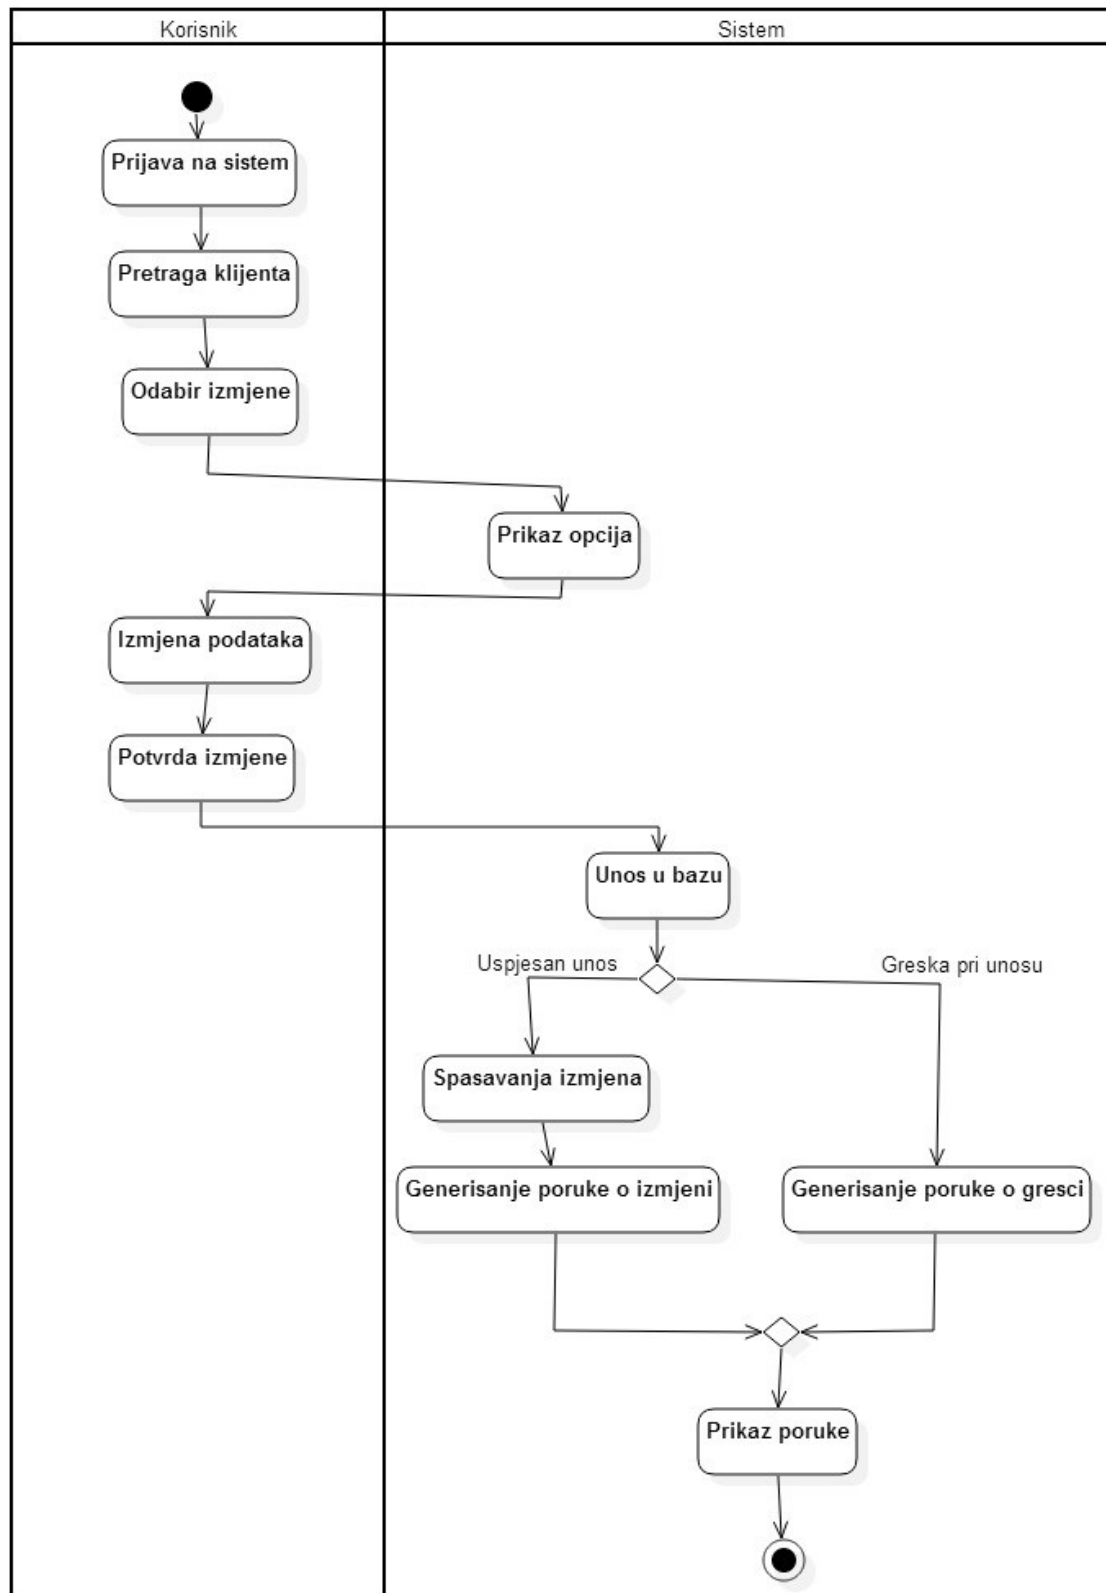 Korisnik
Sistem
Prijava na sistem
Pretraga klijenta
Odabir izmjene
Prikaz opcija
Izmjena podataka
Potvrda izmjene
Unos u bazu
Uspjesan unos
Greska pri unosu
Spasavanja izmjena
Generisanje poruke o izmjeni
Generisanje poruke o gresci
Prikaz poruke